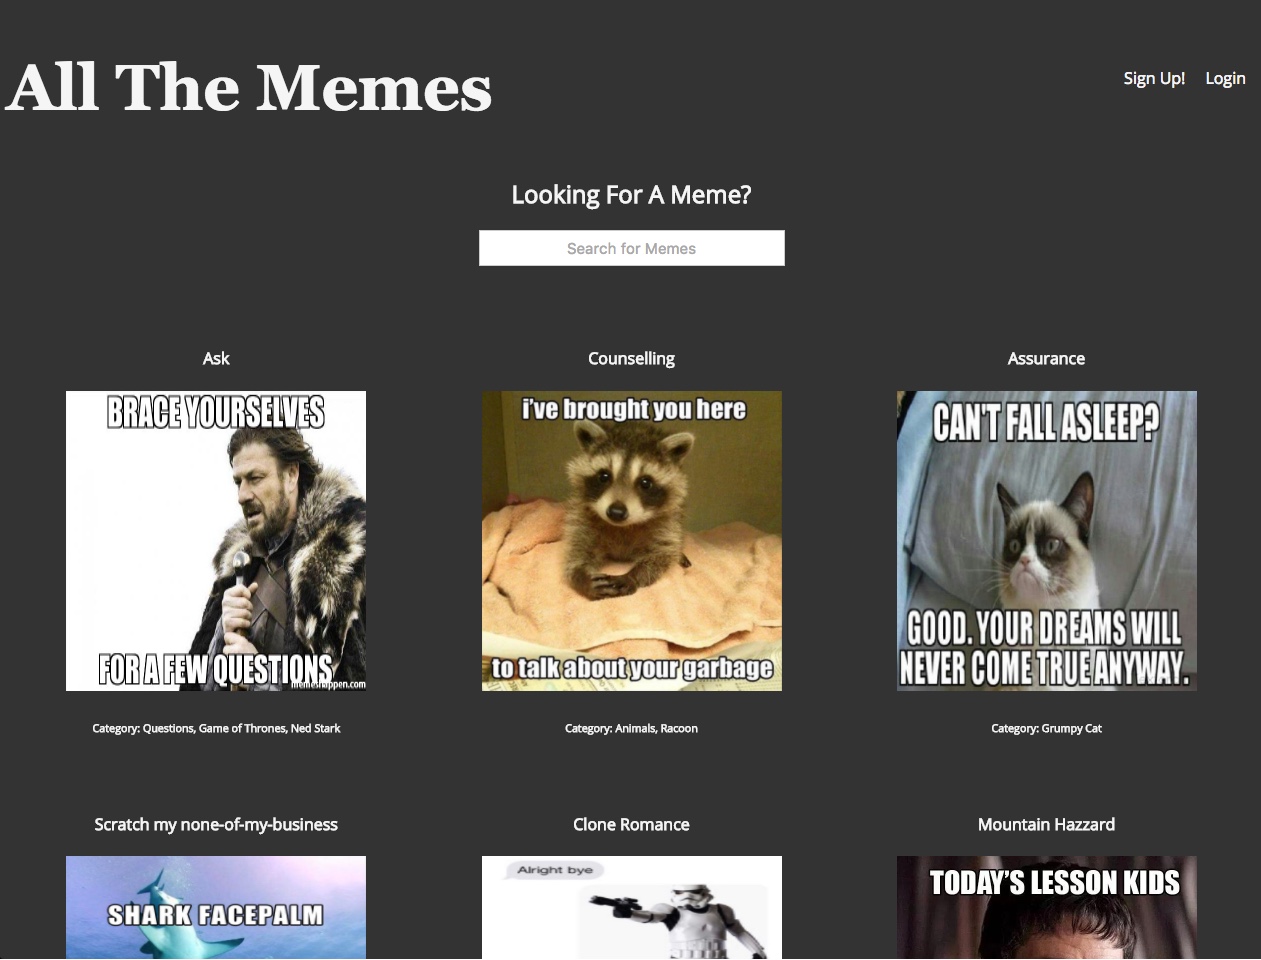 All The Memes
Sign Up!
Login
Looking For A Meme?
Search for Memes
Ask
Counselling
Assurance
BRACE YOURSELVES
FOR A FEW QUESTIONS
memeshappen.com
i've brought you here
to talk about your garbage
CAN'T FALL ASLEEP?
GOOD. YOUR DREAMS WILL
NEVER COME TRUE ANYWAY.
Category: Questions, Game of Thrones, Ned Stark
Category: Animals, Racoon
Category: Grumpy Cat
Scratch my none-of-my-business
Clone Romance
Mountain Hazzard
SHARK FACEPALM
Alright bye
TODAY'S LESSON KIDS